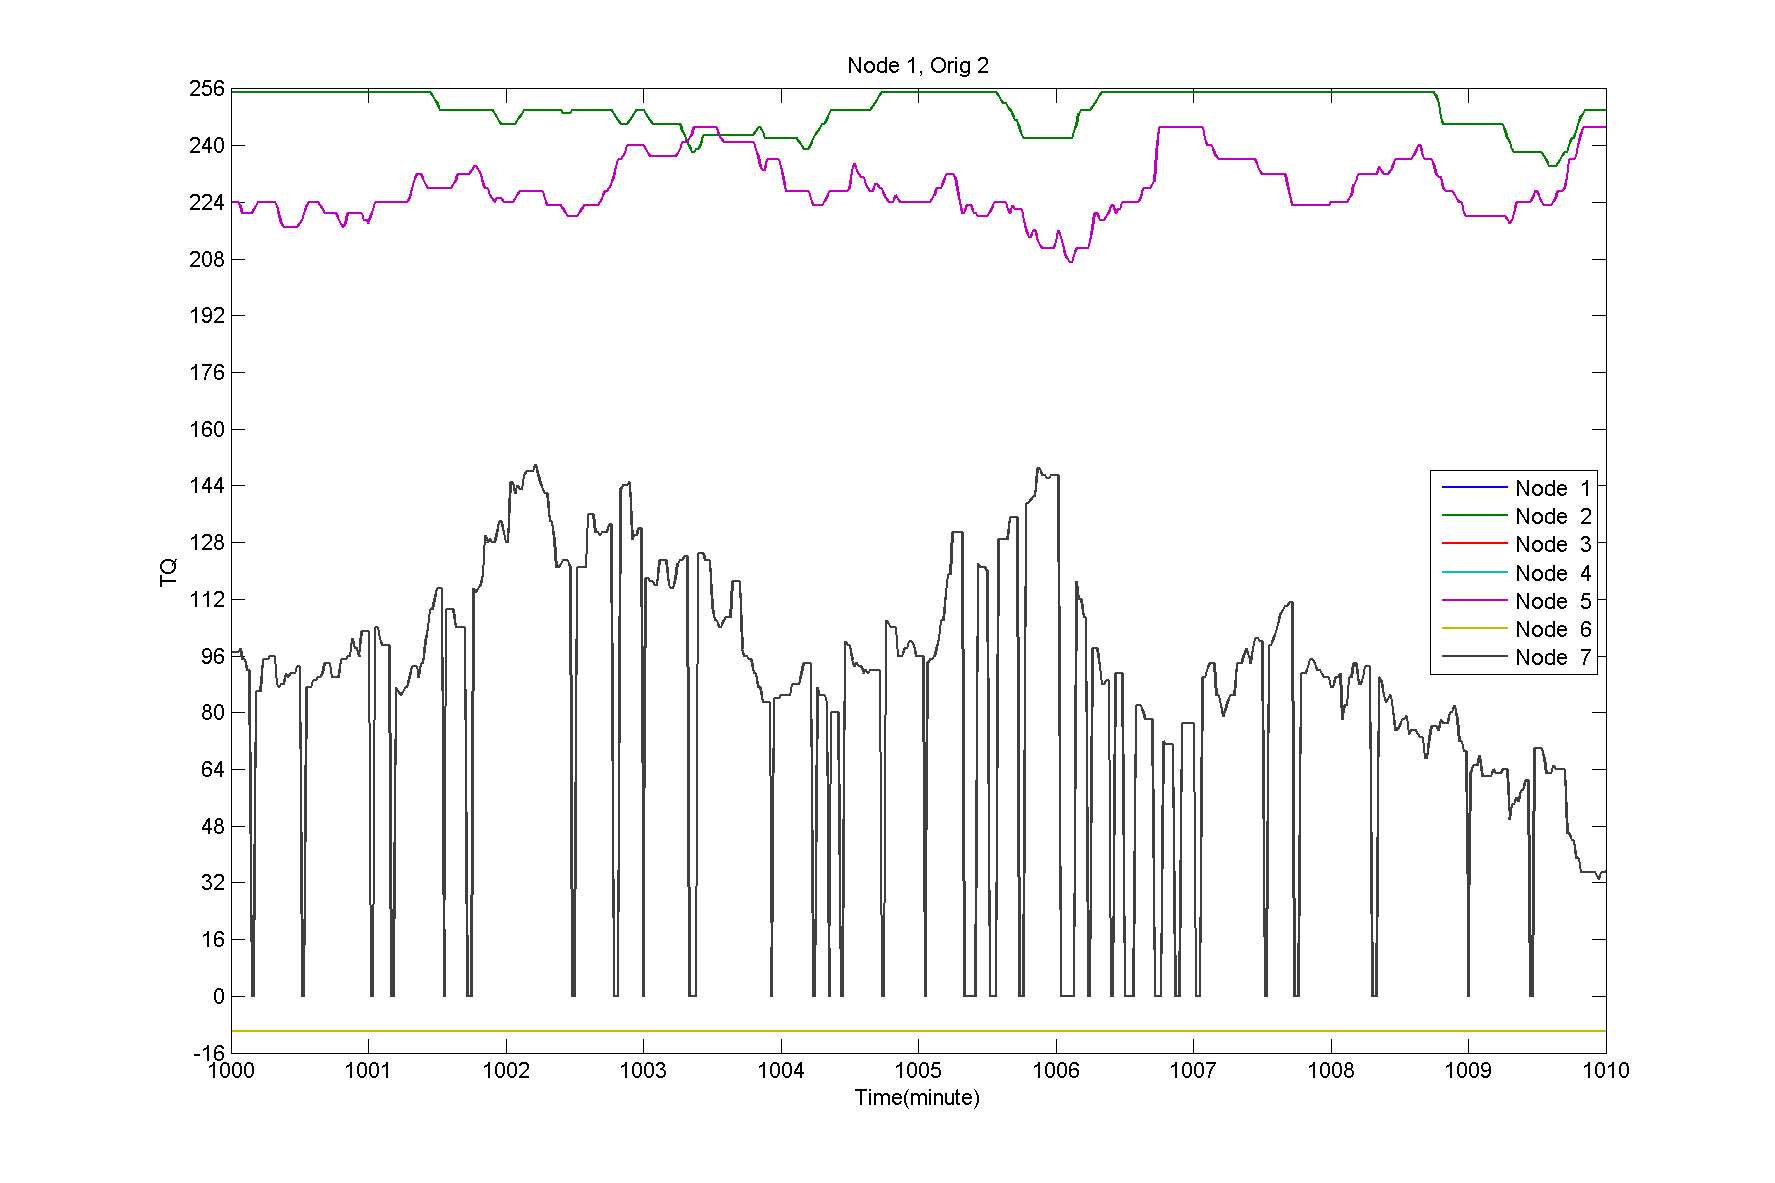 Node 1, Orig 2
256
240
224
208
192
176
160
144
128
112
96
80
64
48
32
16
0
-16
TQ
Node 1
Node 2
Node 3
Node 4
Node 5
Node 6
Node 7
1000 1001 1002 1003 1004 1005 1006 1007 1008 1009 1010
Time(minute)